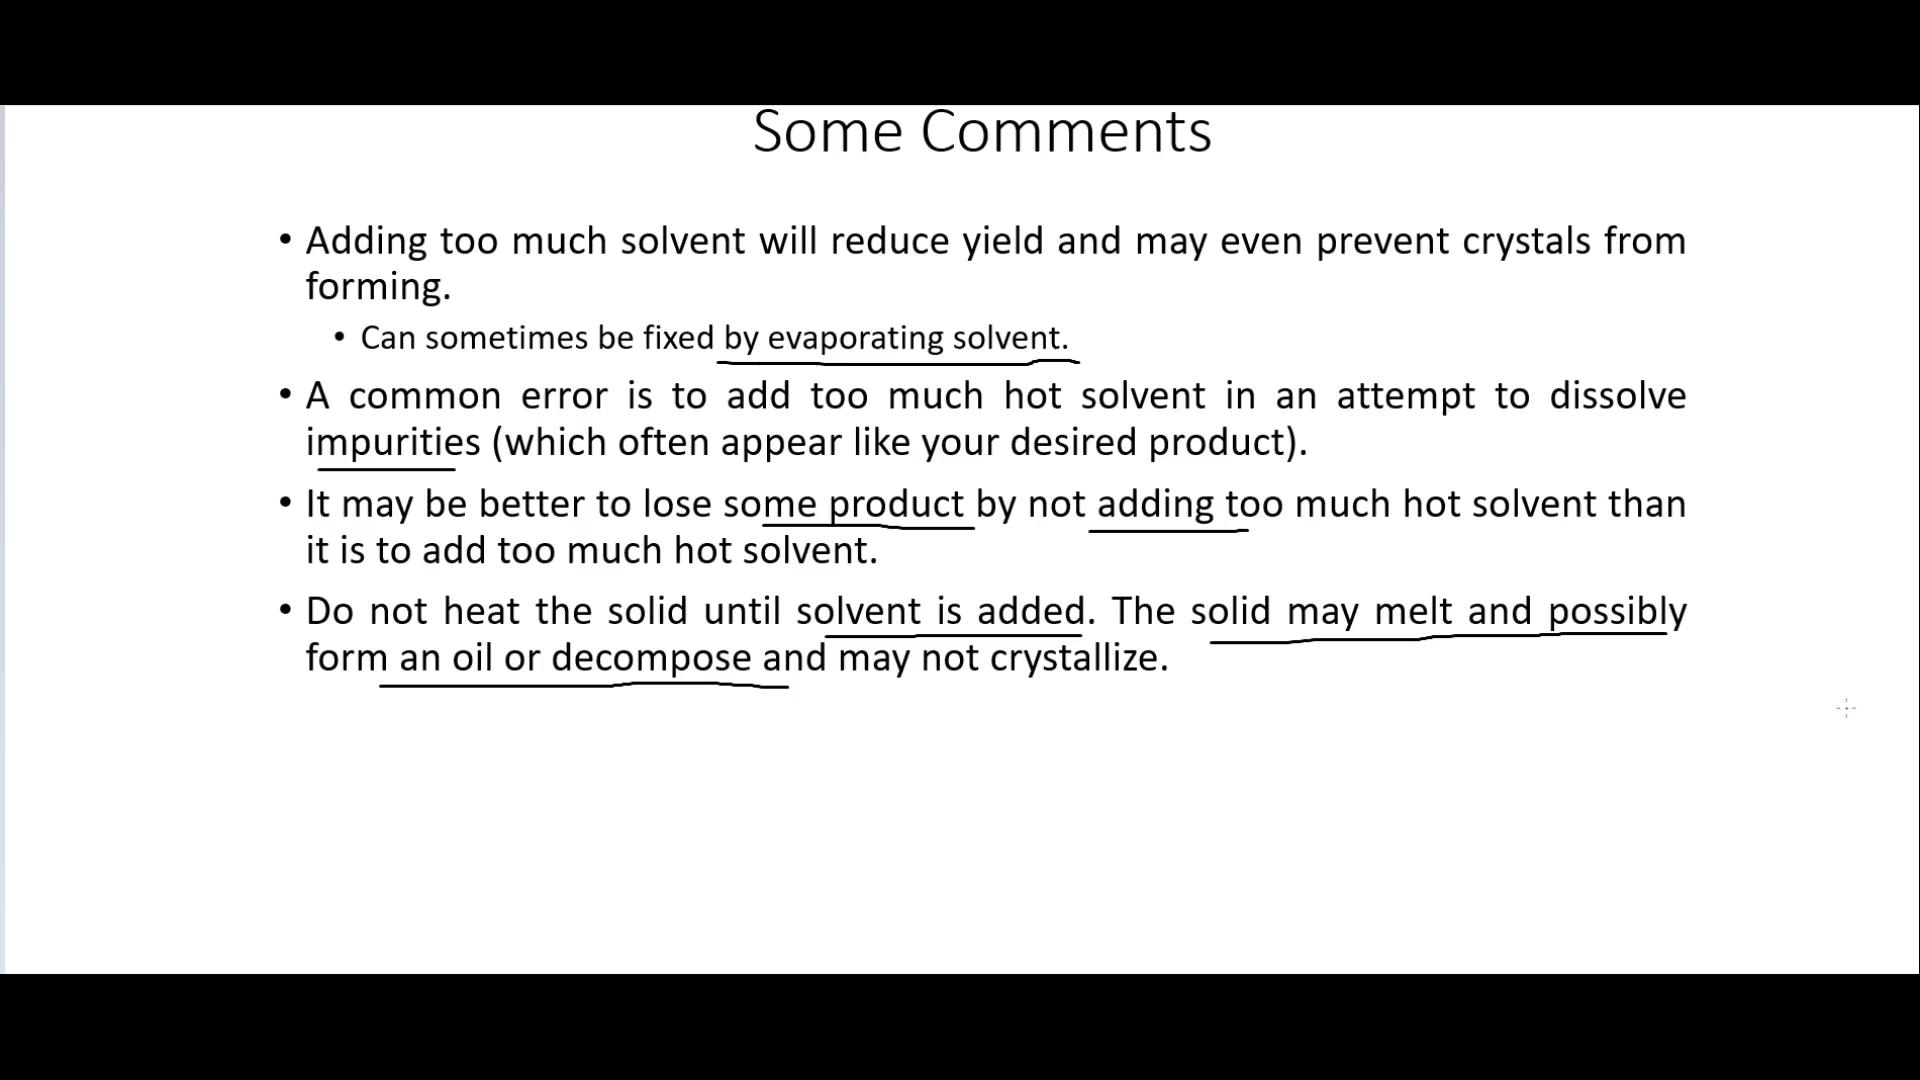 Some Comments
• Adding too much solvent will reduce yield and may even prevent crystals from
forming.
• Can sometimes be fixed by evaporating solvent.
• A common error is to add too much hot solvent in an attempt to dissolve
impurities (which often appear like your desired product).
• It may be better to lose some product by not adding too much hot solvent than
it is to add too much hot solvent.
• Do not heat the solid until solvent is added. The solid may melt and possibly
form an oil or decompose and may not crystallize.